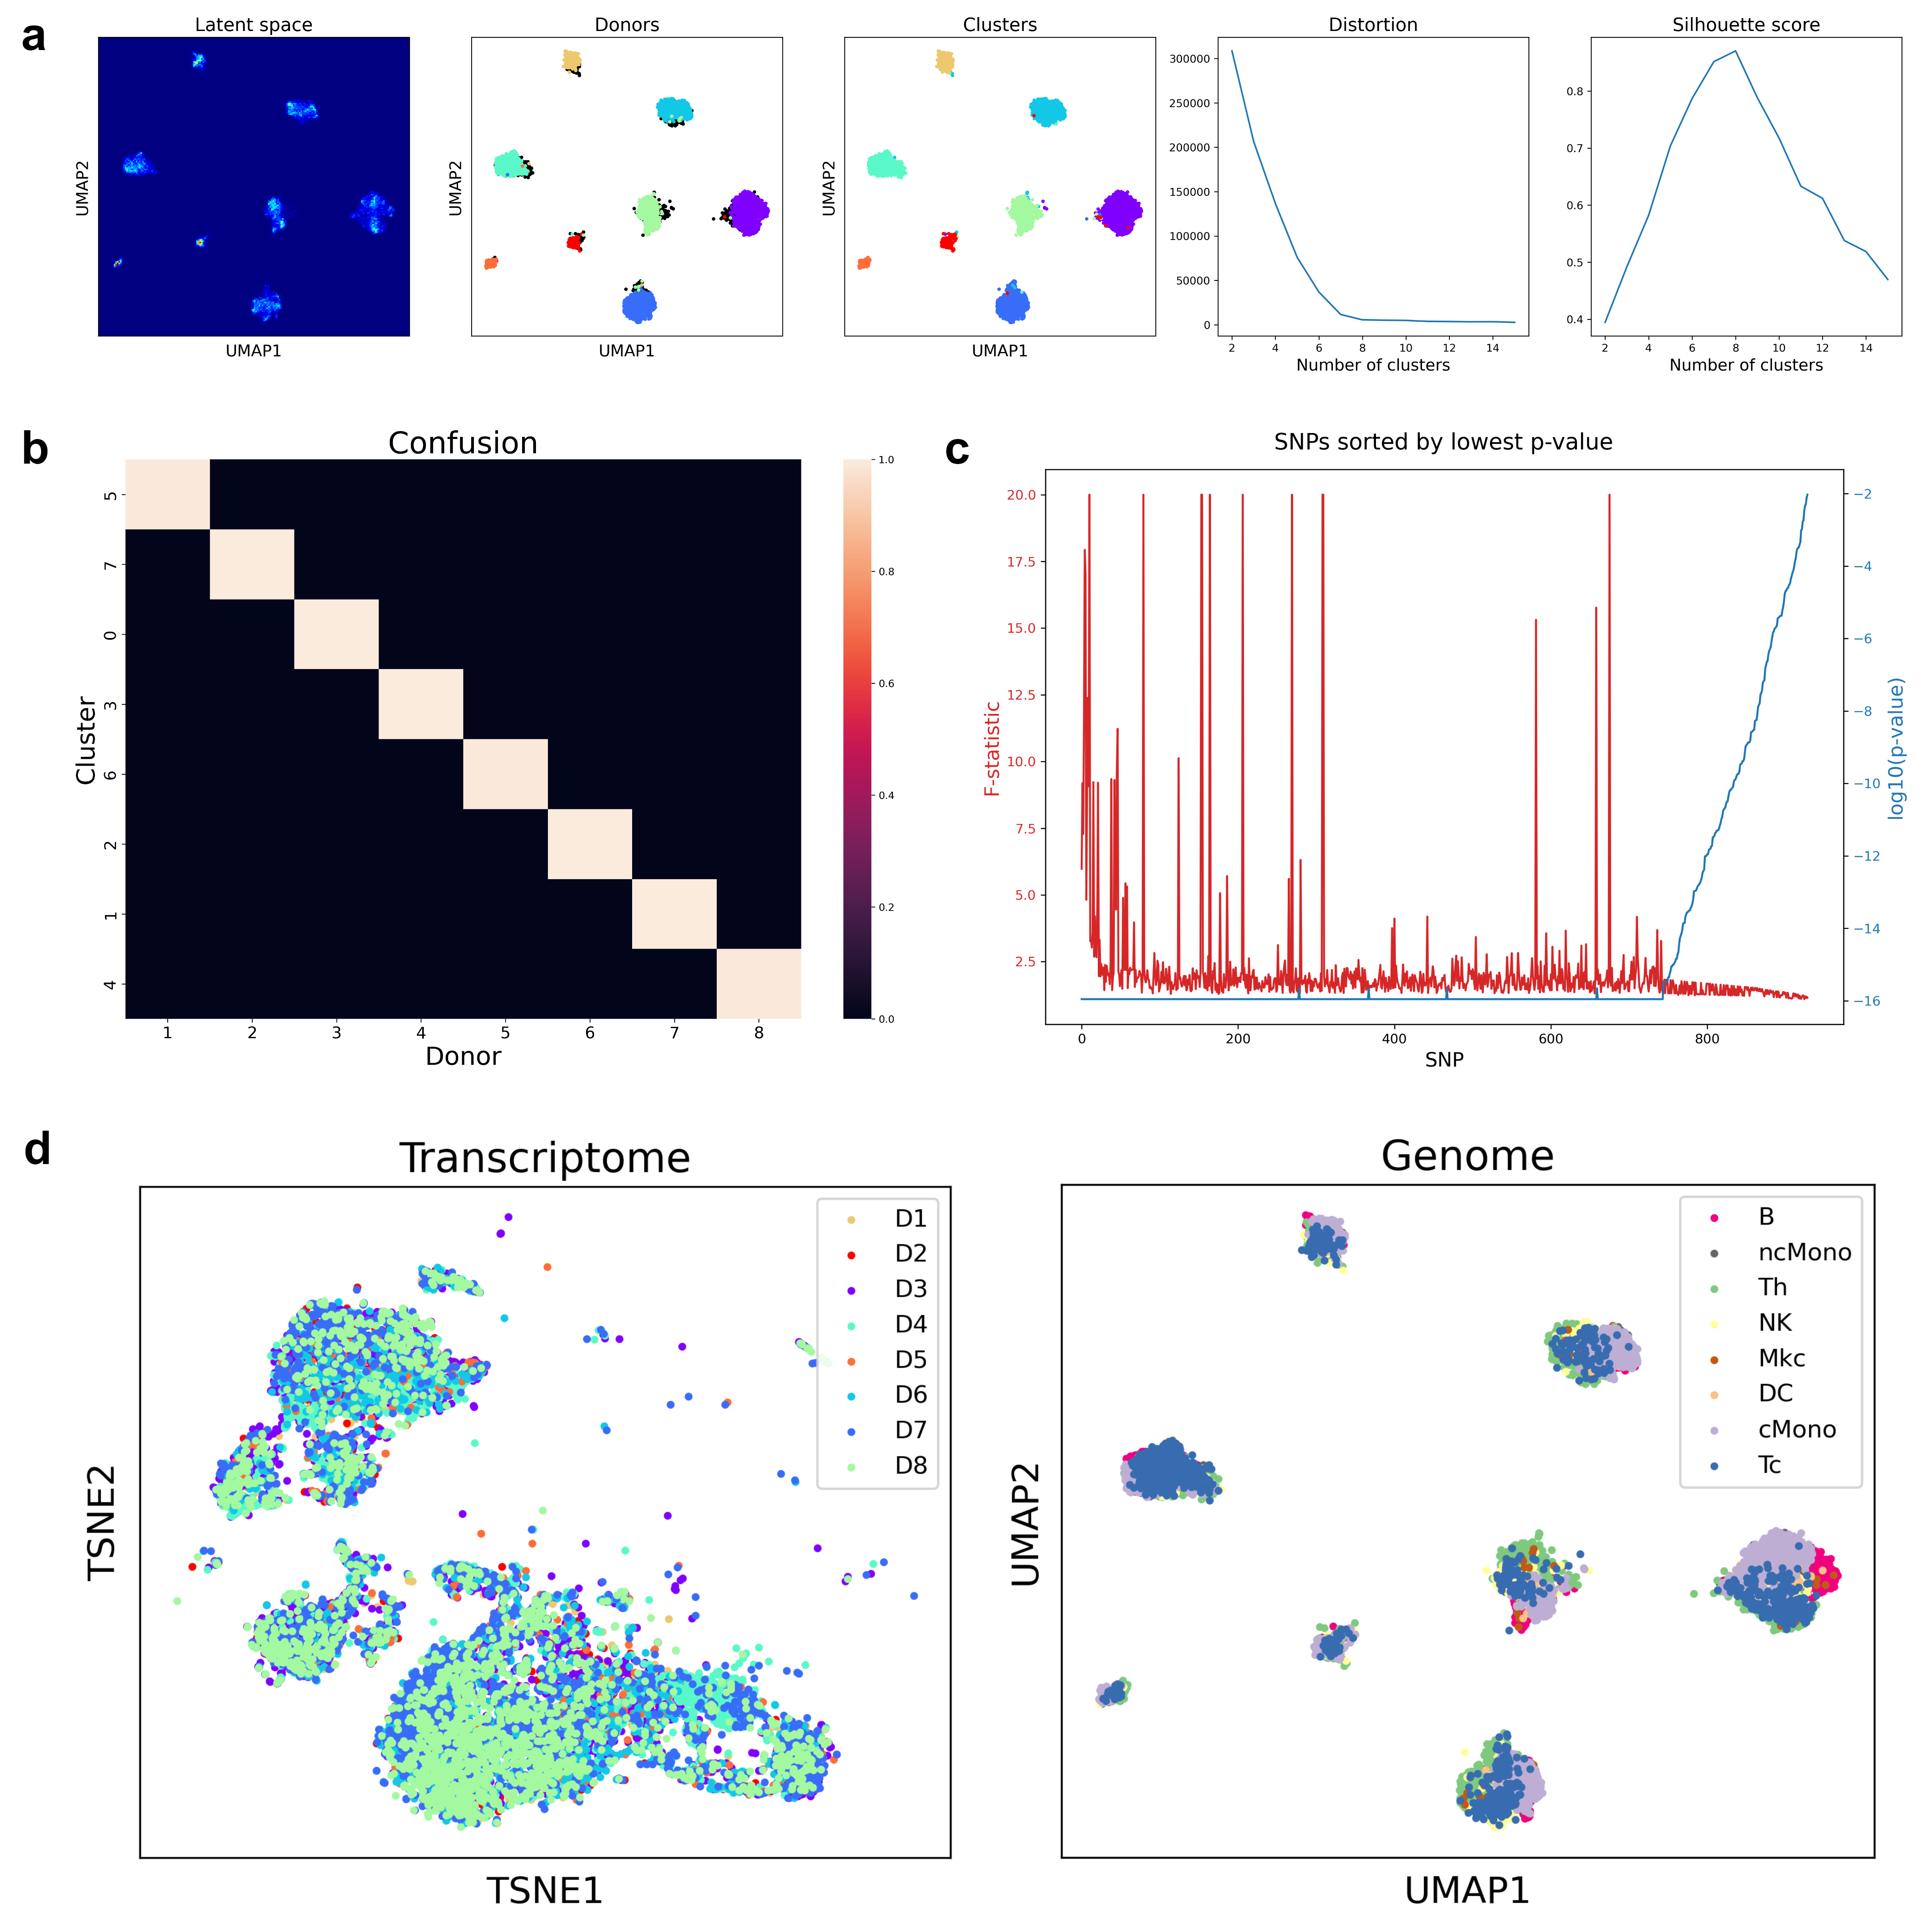 a
Latent space
UMAP2
UMAP1
Donors
UMAP2
UMAP1
Clusters
UMAP2
UMAP1
Distortion
300000
250000
200000
150000
100000
50000
0
2 4 6 8 10 12 14
Number of clusters
Silhouette score
0.8
0.7
0.6
0.5
0.4
2 4 6 8 10 12 14
Number of clusters
b
Confusion
Cluster
5
7
0
3
6
2
1
4
1 2 3 4 5 6 7 8
Donor
1.0
0.8
0.6
0.4
0.2
0.0
c
SNPs sorted by lowest p-value
F-statistic
20.0
17.5
15.0
12.5
10.0
7.5
5.0
2.5
0 200 400 600 800
SNP
−2
−4
−6
−8
−10
−12
−14
−16
log10(p-value)
d
Transcriptome
TSNE2
TSNE1
D1
D2
D3
D4
D5
D6
D7
D8
Genome
UMAP2
UMAP1
B
ncMono
Th
NK
Mkc
DC
cMono
Tc